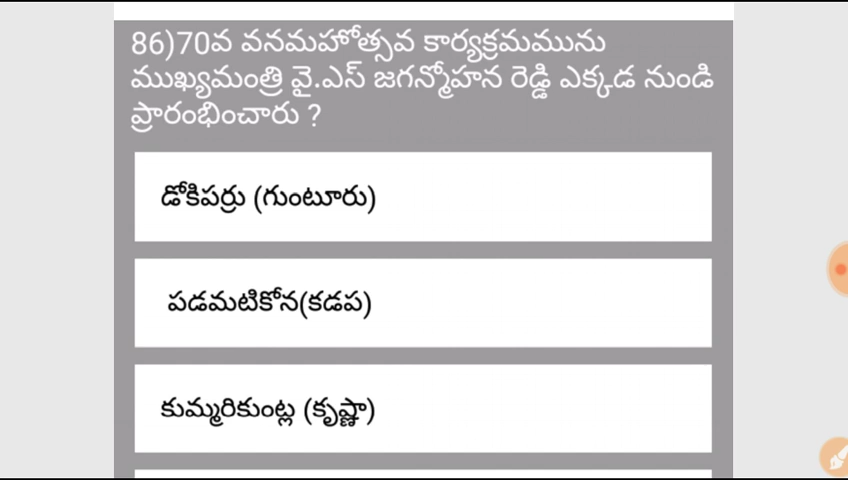 86)70వ వనమహోత్సవ కార్యక్రమమును
ముఖ్యమంత్రి వై.ఎస్ జగన్మోహన రెడ్డి ఎక్కడ నుండి
ప్రారంభించారు ?
డోకిపర్రు (గుంటూరు)
పడమటికోన(కడప)
కుమ్మరికుంట్ల (కృష్ణా)